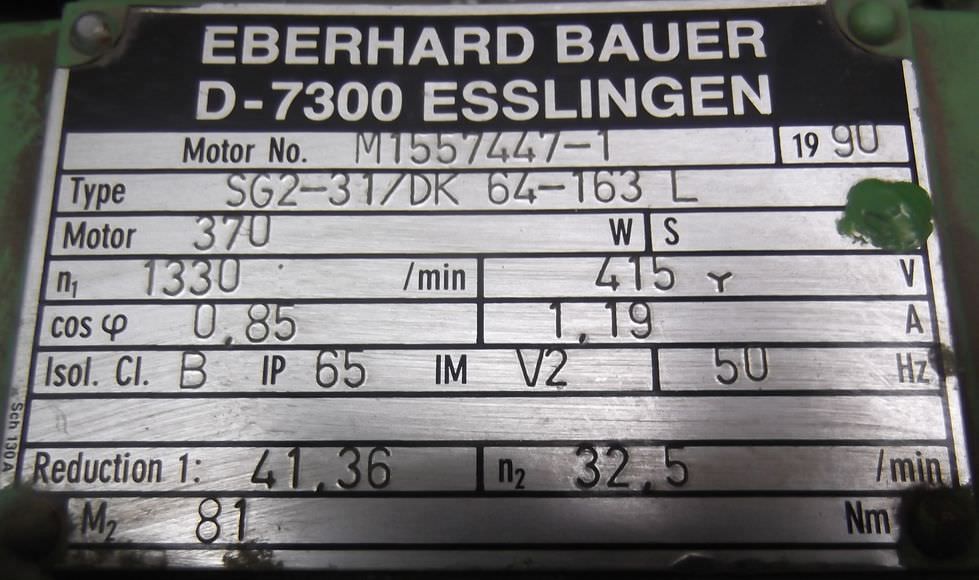 EBERHARD BAUER
D-7300 ESSLINGEN
Motor No. M1557447-1 19 90
Type SG2-31/DK 64-163 L
Motor 370 W S
n₁ 1330 /min 415 Y V
cos φ 0,85 1,19 A
Isol. Cl. B IP 65 IM V2 50 Hz
Reduction 1: 41,36 n₂ 32,5 /min
M₂ 81 Nm
Sch 130 A